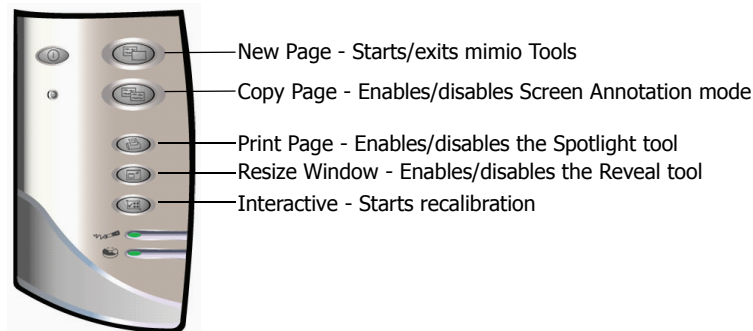 New Page - Starts/exits mimio Tools
Copy Page - Enables/disables Screen Annotation mode
Print Page - Enables/disables the Spotlight tool
Resize Window - Enables/disables the Reveal tool
Interactive - Starts recalibration